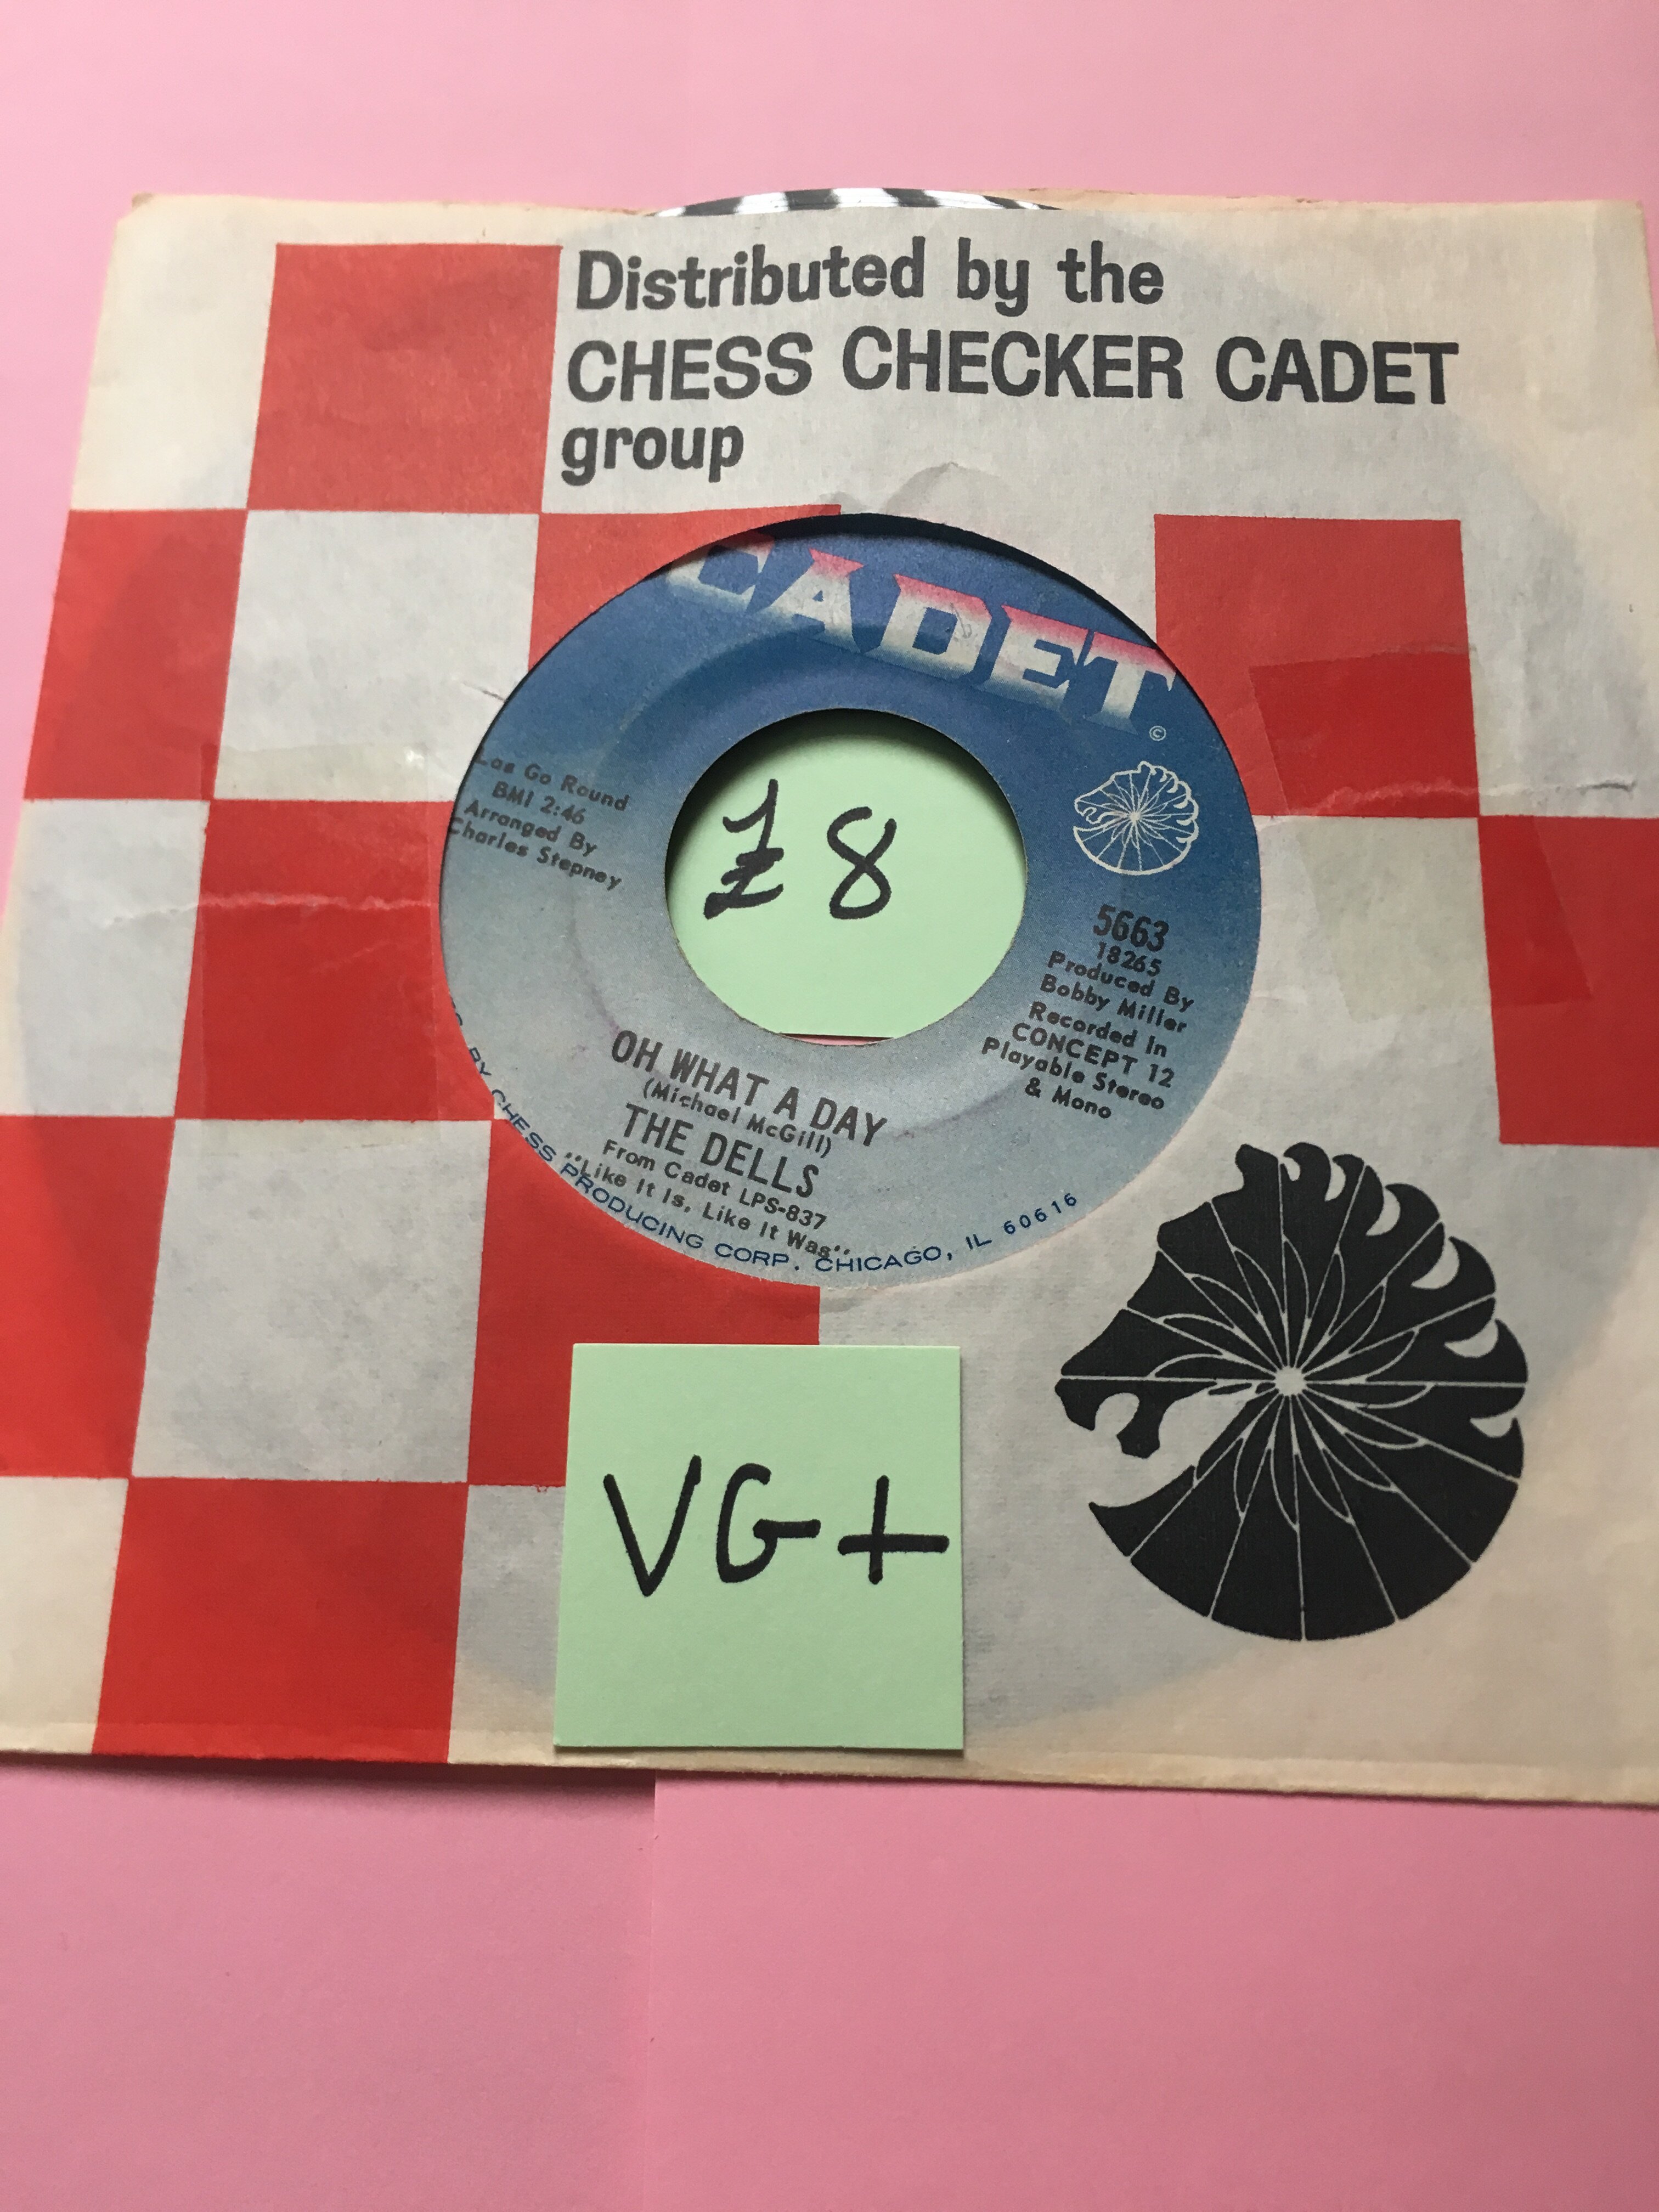 Distributed by the
CHESS CHECKER CADET
group
CADET
©
Las Go Round
BMI 2:46
Arranged By
Charles Stepney
£8
5663
18265
Produced By
Bobby Miller
Recorded In
CONCEPT 12
Playable Stereo
& Mono
OH WHAT A DAY
(Michael McGill)
THE DELLS
From Cadet LPS-837
"Like It Is, Like It Was"
BY CHESS PRODUCING CORP. CHICAGO, IL 60616
VG+